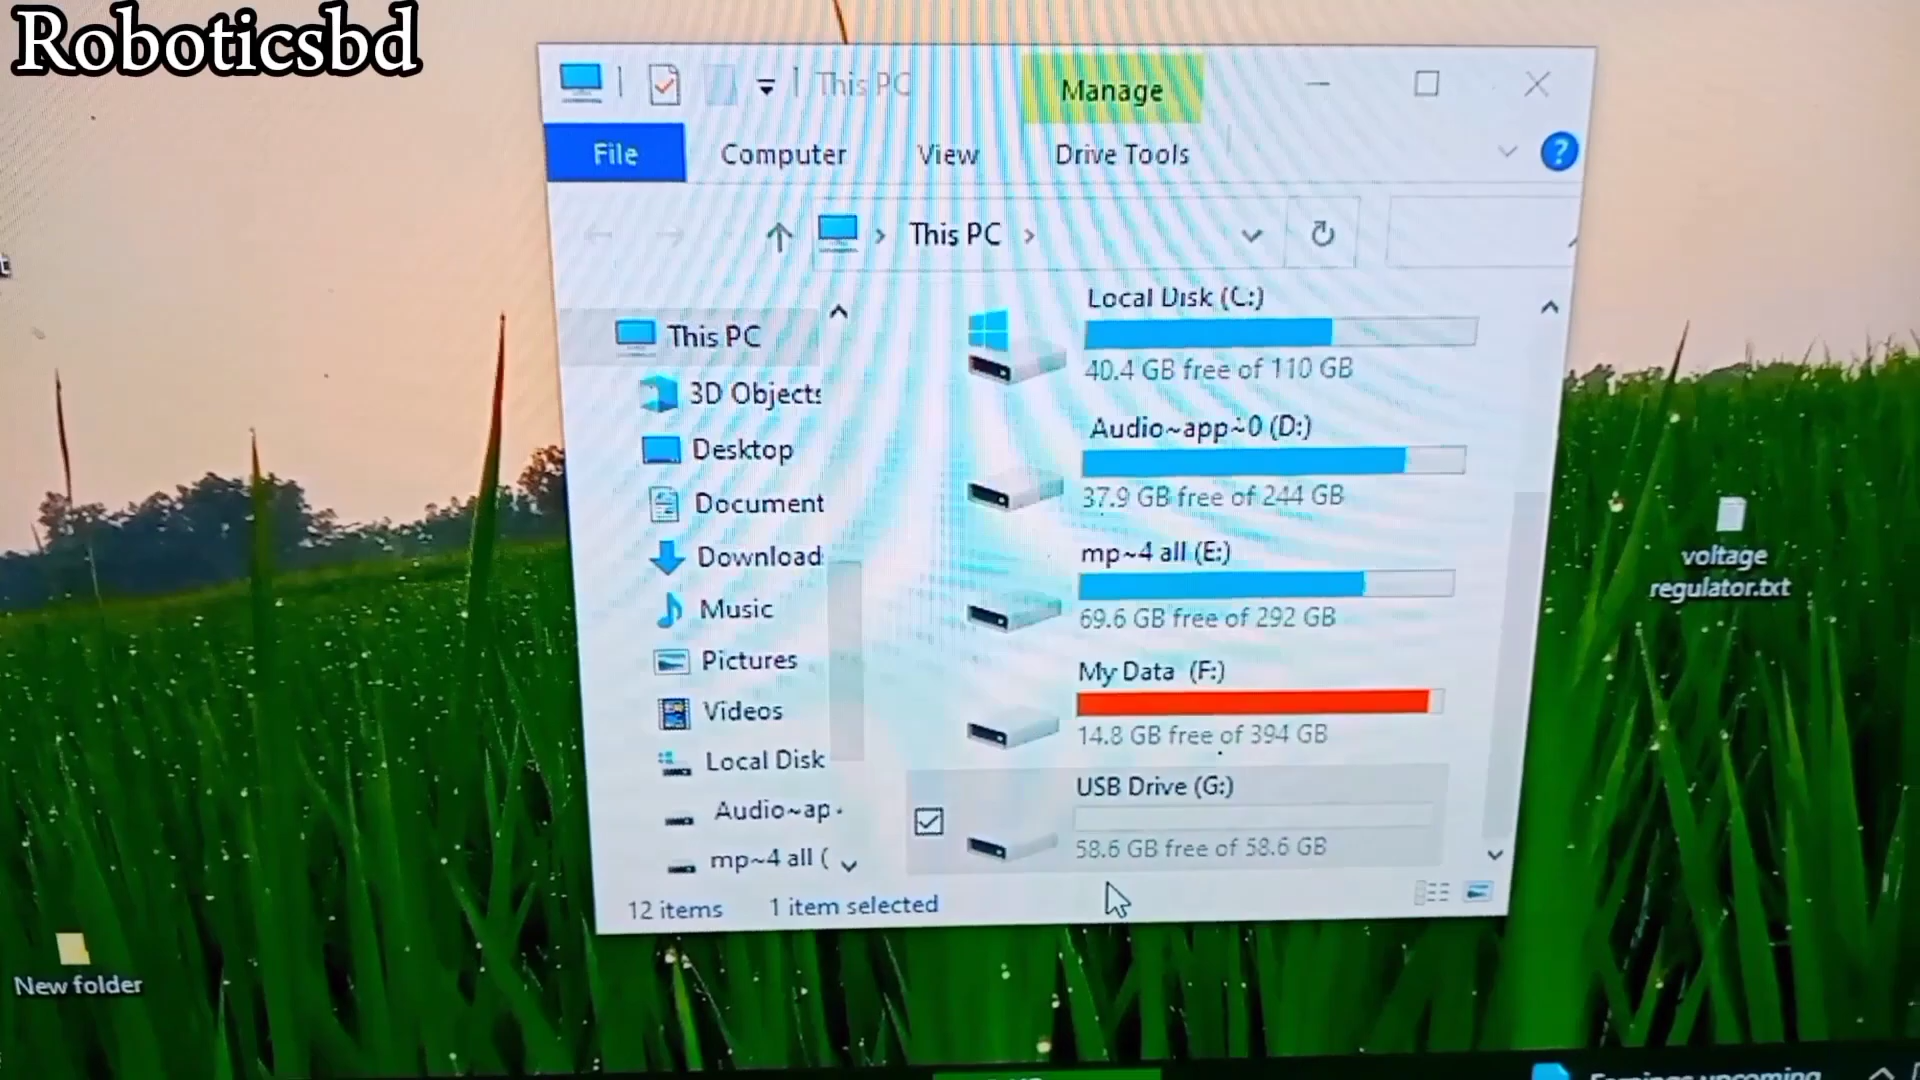 Roboticsbd
This PC
Manage
File
Computer
View
Drive Tools
This PC
This PC
3D Objects
Desktop
Document
Download
Music
Pictures
Videos
Local Disk
Audio~ap
mp~4 all (
Local Disk (C:)
40.4 GB free of 110 GB
Audio~app~0 (D:)
37.9 GB free of 244 GB
mp~4 all (E:)
69.6 GB free of 292 GB
My Data (F:)
14.8 GB free of 394 GB
USB Drive (G:)
58.6 GB free of 58.6 GB
12 items
1 item selected
voltage
regulator.txt
New folder
Earnings upcoming